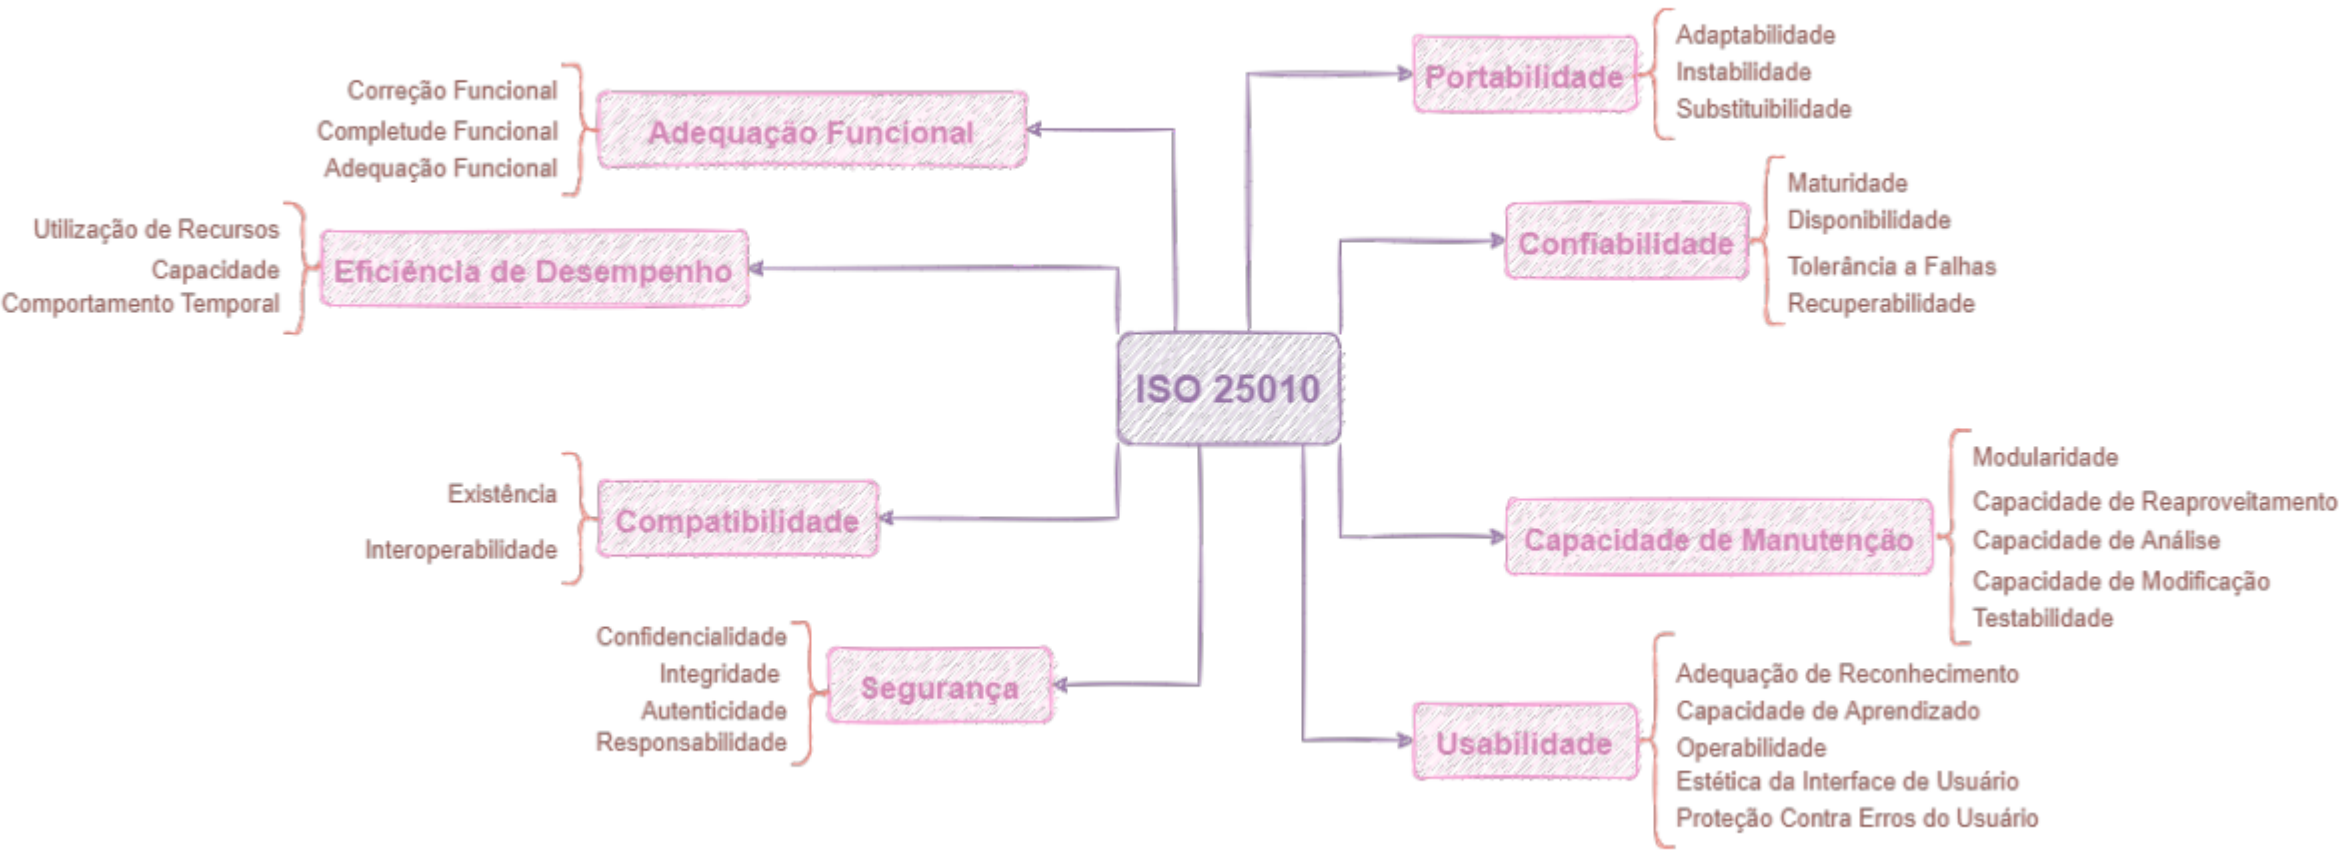 ISO 25010
Adequação Funcional
Correção Funcional
Completude Funcional
Adequação Funcional
Eficiência de Desempenho
Utilização de Recursos
Capacidade
Comportamento Temporal
Compatibilidade
Existência
Interoperabilidade
Segurança
Confidencialidade
Integridade
Autenticidade
Responsabilidade
Portabilidade
Adaptabilidade
Instabilidade
Substituibilidade
Confiabilidade
Maturidade
Disponibilidade
Tolerância a Falhas
Recuperabilidade
Capacidade de Manutenção
Modularidade
Capacidade de Reaproveitamento
Capacidade de Análise
Capacidade de Modificação
Testabilidade
Usabilidade
Adequação de Reconhecimento
Capacidade de Aprendizado
Operabilidade
Estética da Interface de Usuário
Proteção Contra Erros do Usuário